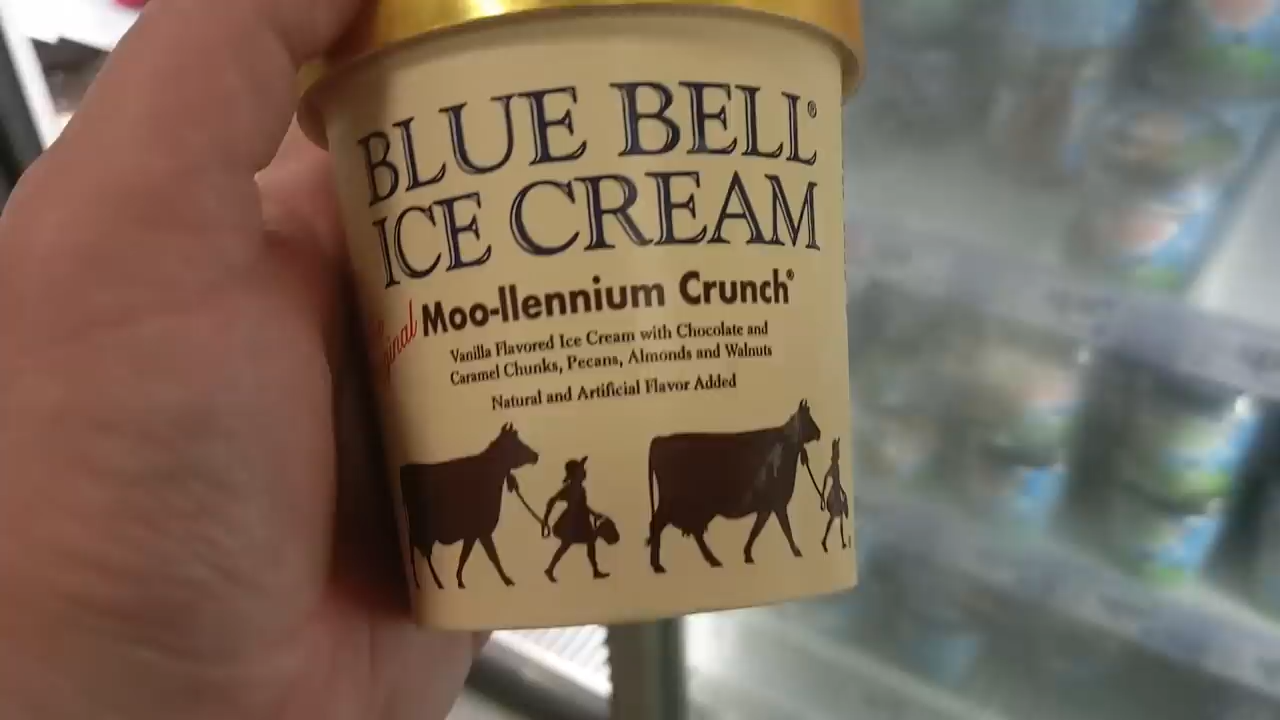 BLUE BELL®
ICE CREAM
Moo-llennium Crunch®
Vanilla Flavored Ice Cream with Chocolate and
Caramel Chunks, Pecans, Almonds and Walnuts
Natural and Artificial Flavor Added